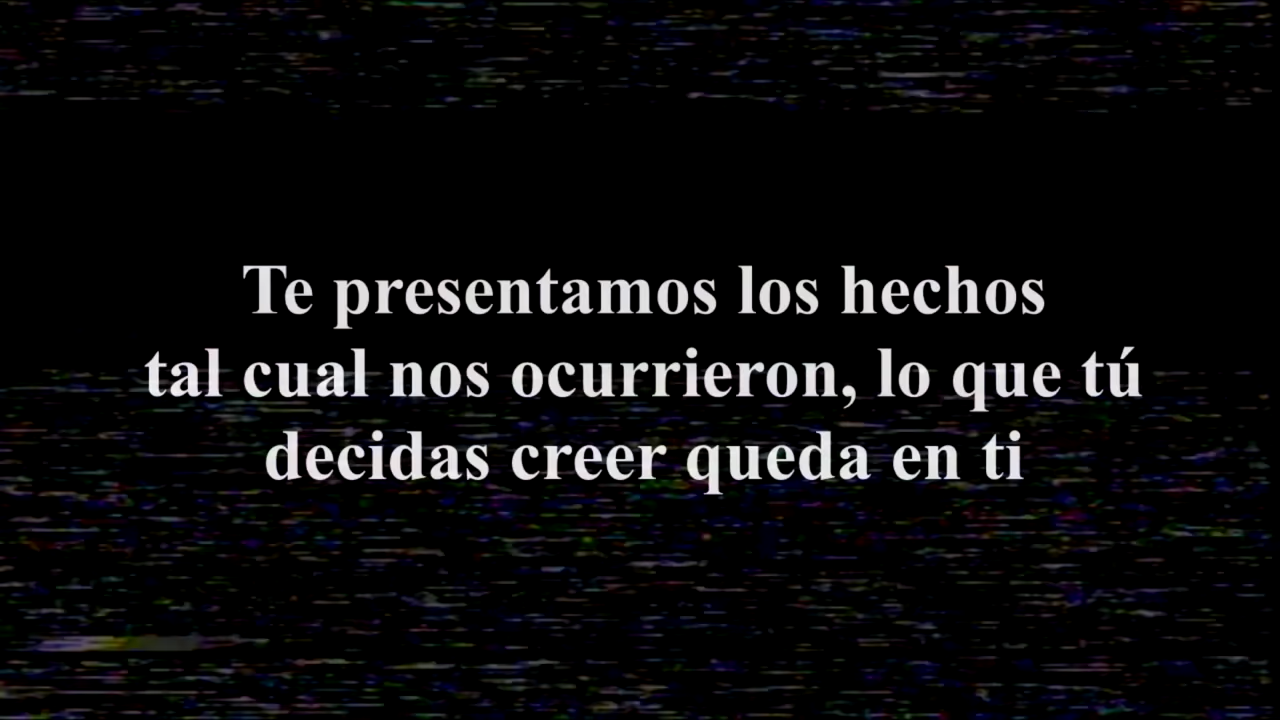 Te presentamos los hechos
tal cual nos ocurrieron, lo que tú
decidas creer queda en ti